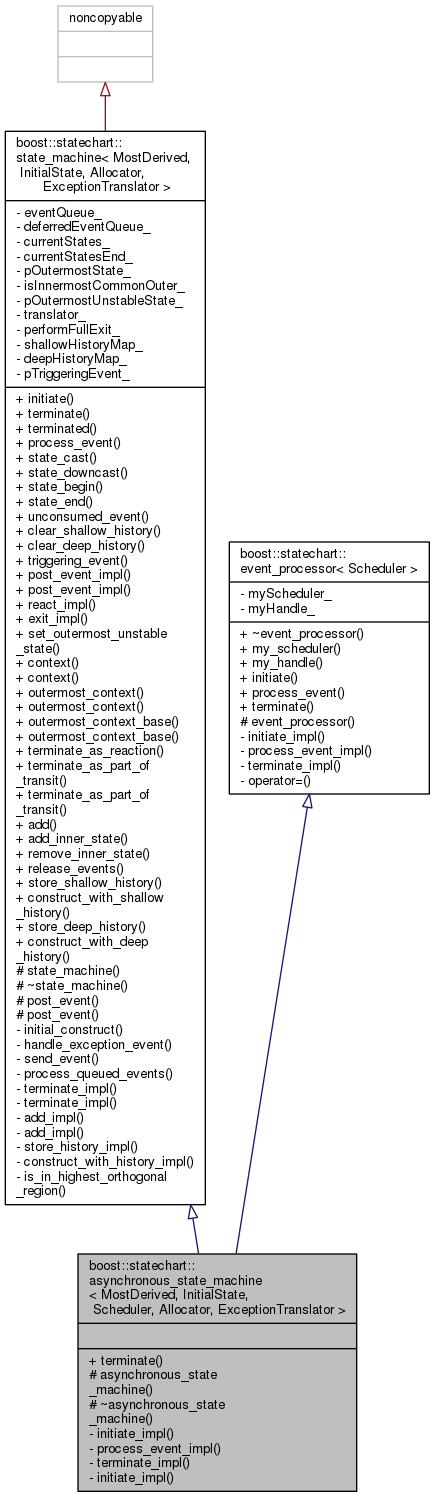 noncopyable
boost::statechart::
state_machine< MostDerived,
InitialState, Allocator,
ExceptionTranslator >
- eventQueue_
- deferredEventQueue_
- currentStates_
- currentStatesEnd_
- pOutermostState_
- isInnermostCommonOuter_
- pOutermostUnstableState_
- translator_
- performFullExit_
- shallowHistoryMap_
- deepHistoryMap_
- pTriggeringEvent_
+ initiate()
+ terminate()
+ terminated()
+ process_event()
+ state_cast()
+ state_downcast()
+ state_begin()
+ state_end()
+ unconsumed_event()
+ clear_shallow_history()
+ clear_deep_history()
+ triggering_event()
+ post_event_impl()
+ post_event_impl()
+ react_impl()
+ exit_impl()
+ set_outermost_unstable
_state()
+ context()
+ context()
+ outermost_context()
+ outermost_context()
+ outermost_context_base()
+ outermost_context_base()
+ terminate_as_reaction()
+ terminate_as_part_of
_transit()
+ terminate_as_part_of
_transit()
+ add()
+ add_inner_state()
+ remove_inner_state()
+ release_events()
+ store_shallow_history()
+ construct_with_shallow
_history()
+ store_deep_history()
+ construct_with_deep
_history()
# state_machine()
# ~state_machine()
# post_event()
# post_event()
- initial_construct()
- handle_exception_event()
- send_event()
- process_queued_events()
- terminate_impl()
- terminate_impl()
- add_impl()
- add_impl()
- store_history_impl()
- construct_with_history_impl()
- is_in_highest_orthogonal
_region()
boost::statechart::
event_processor< Scheduler >
- myScheduler_
- myHandle_
+ ~event_processor()
+ my_scheduler()
+ my_handle()
+ initiate()
+ process_event()
+ terminate()
# event_processor()
- initiate_impl()
- process_event_impl()
- terminate_impl()
- operator=()
boost::statechart::
asynchronous_state_machine
< MostDerived, InitialState,
Scheduler, Allocator, ExceptionTranslator >
+ terminate()
# asynchronous_state
_machine()
# ~asynchronous_state
_machine()
- initiate_impl()
- process_event_impl()
- terminate_impl()
- initiate_impl()